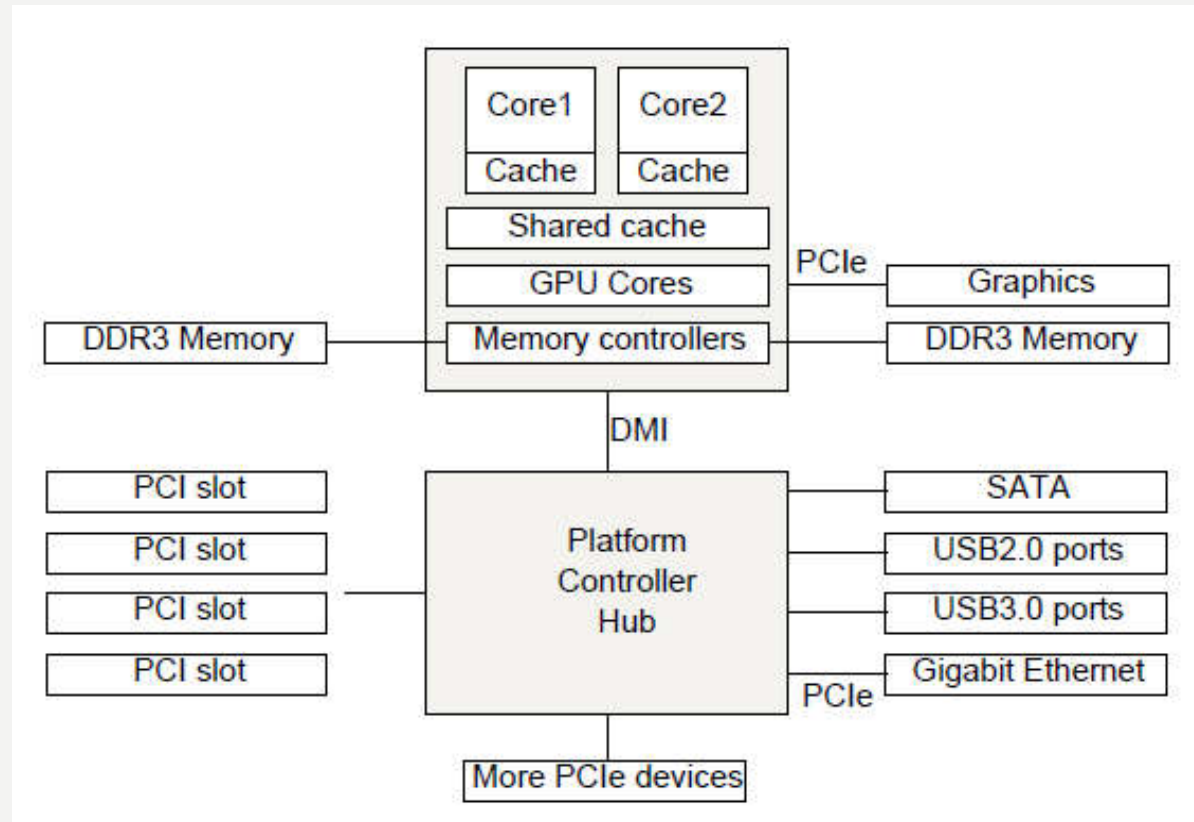 Core1
Core2
Cache
Cache
Shared cache
GPU Cores
PCIe
Graphics
DDR3 Memory
Memory controllers
DDR3 Memory
DMI
PCI slot
PCI slot
PCI slot
PCI slot
Platform
Controller
Hub
SATA
USB2.0 ports
USB3.0 ports
Gigabit Ethernet
PCIe
More PCIe devices